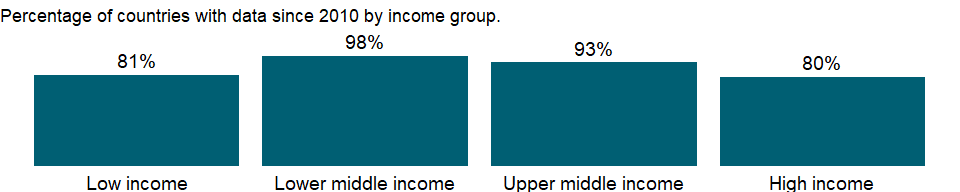 Percentage of countries with data since 2010 by income group.
81% 98% 93% 80%
Low income Lower middle income Upper middle income High income